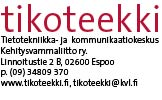 tikoteekki
Tietotekniikka- ja kommunikaatiokeskus
Kehitysvammaliitto ry.
Linnoitustie 2 B, 02600 Espoo
p. (09) 34809 370
www.tikoteekki.fi, tikoteekki@kvl.fi